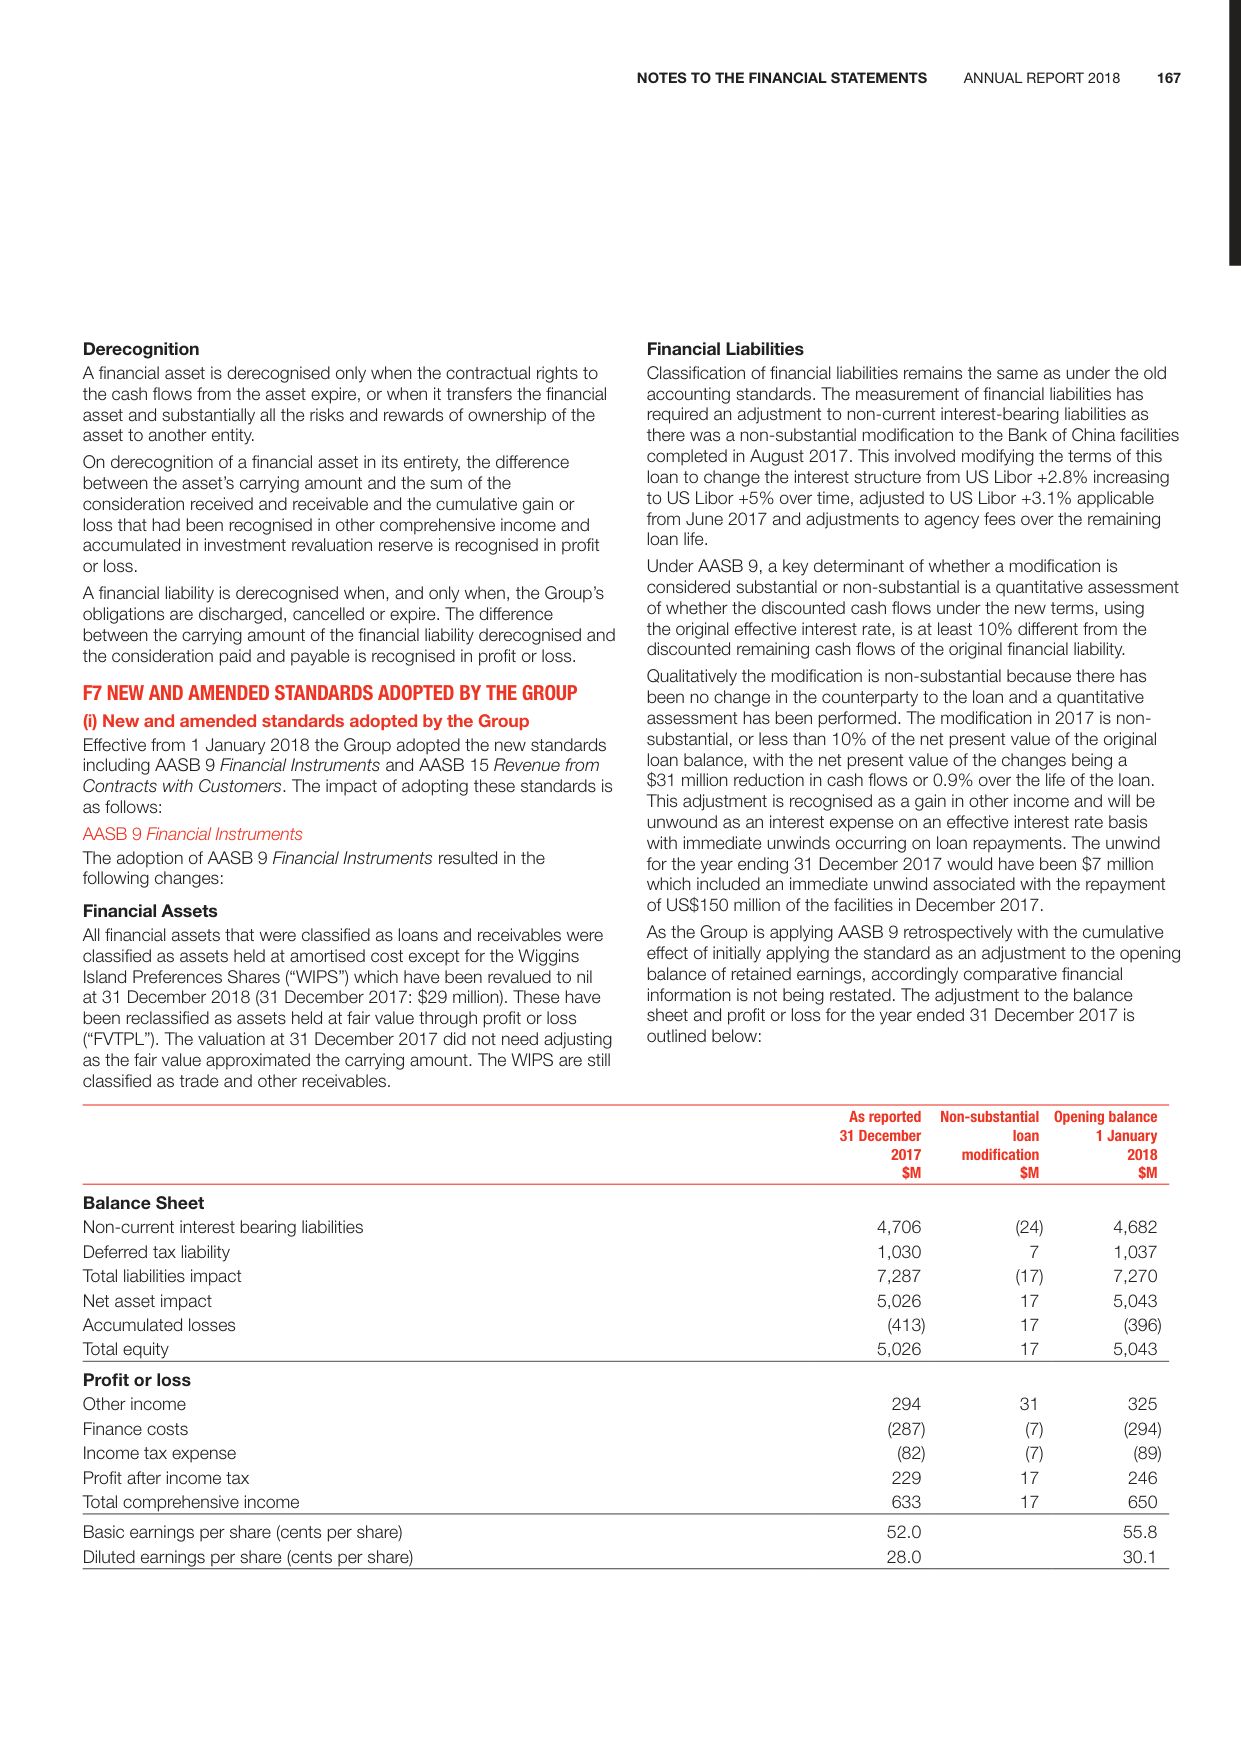 NOTES TO THE FINANCIAL STATEMENTS ANNUAL REPORT 2018 167
Derecognition
A financial asset is derecognised only when the contractual rights to
the cash flows from the asset expire, or when it transfers the financial
asset and substantially all the risks and rewards of ownership of the
asset to another entity.
On derecognition of a financial asset in its entirety, the difference
between the asset's carrying amount and the sum of the
consideration received and receivable and the cumulative gain or
loss that had been recognised in other comprehensive income and
accumulated in investment revaluation reserve is recognised in profit
or loss.
A financial liability is derecognised when, and only when, the Group's
obligations are discharged, cancelled or expire. The difference
between the carrying amount of the financial liability derecognised and
the consideration paid and payable is recognised in profit or loss.
F7 NEW AND AMENDED STANDARDS ADOPTED BY THE GROUP
(i) New and amended standards adopted by the Group
Effective from 1 January 2018 the Group adopted the new standards
including AASB 9 Financial Instruments and AASB 15 Revenue from
Contracts with Customers. The impact of adopting these standards is
as follows:
AASB 9 Financial Instruments
The adoption of AASB 9 Financial Instruments resulted in the
following changes:
Financial Assets
All financial assets that were classified as loans and receivables were
classified as assets held at amortised cost except for the Wiggins
Island Preferences Shares ("WIPS") which have been revalued to nil
at 31 December 2018 (31 December 2017: $29 million). These have
been reclassified as assets held at fair value through profit or loss
("FVTPL"). The valuation at 31 December 2017 did not need adjusting
as the fair value approximated the carrying amount. The WIPS are still
classified as trade and other receivables.
Financial Liabilities
Classification of financial liabilities remains the same as under the old
accounting standards. The measurement of financial liabilities has
required an adjustment to non-current interest-bearing liabilities as
there was a non-substantial modification to the Bank of China facilities
completed in August 2017. This involved modifying the terms of this
loan to change the interest structure from US Libor +2.8% increasing
to US Libor +5% over time, adjusted to US Libor +3.1% applicable
from June 2017 and adjustments to agency fees over the remaining
loan life.
Under AASB 9, a key determinant of whether a modification is
considered substantial or non-substantial is a quantitative assessment
of whether the discounted cash flows under the new terms, using
the original effective interest rate, is at least 10% different from the
discounted remaining cash flows of the original financial liability.
Qualitatively the modification is non-substantial because there has
been no change in the counterparty to the loan and a quantitative
assessment has been performed. The modification in 2017 is non-
substantial, or less than 10% of the net present value of the original
loan balance, with the net present value of the changes being a
$31 million reduction in cash flows or 0.9% over the life of the loan.
This adjustment is recognised as a gain in other income and will be
unwound as an interest expense on an effective interest rate basis
with immediate unwinds occurring on loan repayments. The unwind
for the year ending 31 December 2017 would have been $7 million
which included an immediate unwind associated with the repayment
of US$150 million of the facilities in December 2017.
As the Group is applying AASB 9 retrospectively with the cumulative
effect of initially applying the standard as an adjustment to the opening
balance of retained earnings, accordingly comparative financial
information is not being restated. The adjustment to the balance
sheet and profit or loss for the year ended 31 December 2017 is
outlined below:
As reported Non-substantial Opening balance
31 December loan 1 January
2017 modification 2018
$M $M $M
Balance Sheet
Non-current interest bearing liabilities 4,706 (24) 4,682
Deferred tax liability 1,030 7 1,037
Total liabilities impact 7,287 (17) 7,270
Net asset impact 5,026 17 5,043
Accumulated losses (413) 17 (396)
Total equity 5,026 17 5,043
Profit or loss
Other income 294 31 325
Finance costs (287) (7) (294)
Income tax expense (82) (7) (89)
Profit after income tax 229 17 246
Total comprehensive income 633 17 650
Basic earnings per share (cents per share) 52.0 55.8
Diluted earnings per share (cents per share) 28.0 30.1